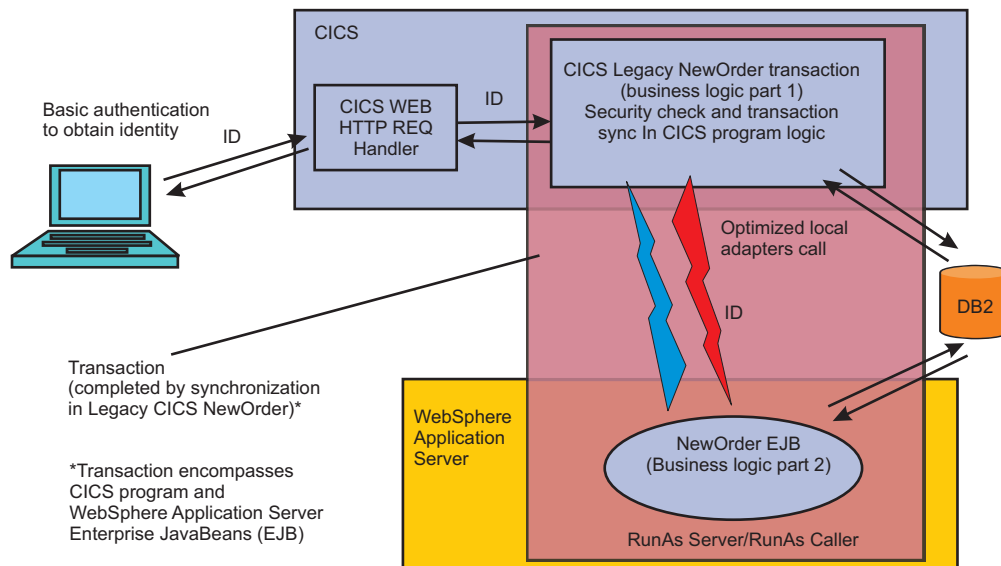 CICS
CICS Legacy NewOrder transaction
(business logic part 1)
Security check and transaction
sync In CICS program logic
CICS WEB
HTTP REQ
Handler
ID
Basic authentication
to obtain identity
ID
Optimized local
adapters call
ID
DB2
Transaction
(completed by synchronization
in Legacy CICS NewOrder)*
WebSphere
Application
Server
NewOrder EJB
(Business logic part 2)
*Transaction encompasses
CICS program and
WebSphere Application Server
Enterprise JavaBeans (EJB)
RunAs Server/RunAs Caller